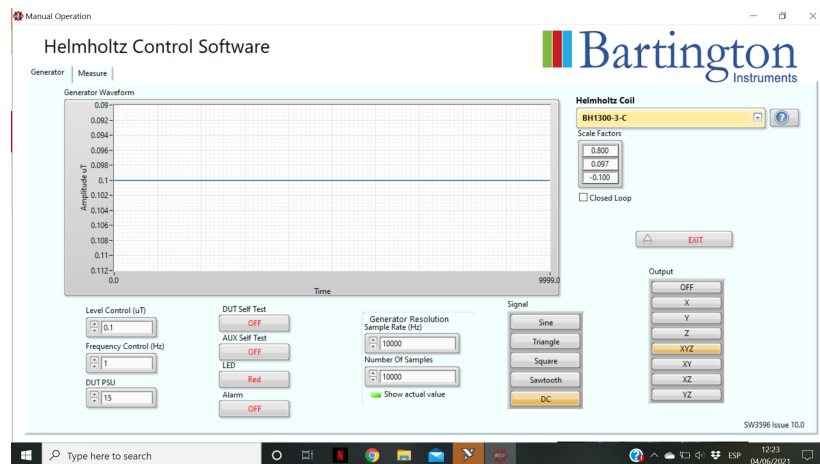 Manual Operation
Helmholtz Control Software
Bartington
Instruments
Generator
Measure
Generator Waveform
Amplitude uT
0.09
0.092
0.094
0.096
0.098
0.1
0.102
0.104
0.106
0.108
0.11
0.112
0.0
9999.0
Time
Helmholtz Coil
BH1300-3-C
Scale Factors
0.800
0.097
-0.100
Closed Loop
EXIT
Level Control (uT)
0.1
Frequency Control (Hz)
1
DUT PSU
15
DUT Self Test
OFF
AUX Self Test
OFF
LED
Red
Alarm
OFF
Generator Resolution
Sample Rate (Hz)
10000
Number Of Samples
10000
Show actual value
Signal
Sine
Triangle
Square
Sawtooth
DC
Output
OFF
X
Y
Z
XYZ
XY
XZ
YZ
SW3596 Issue 10.0
Type here to search
ESP
12:23
04/06/2021